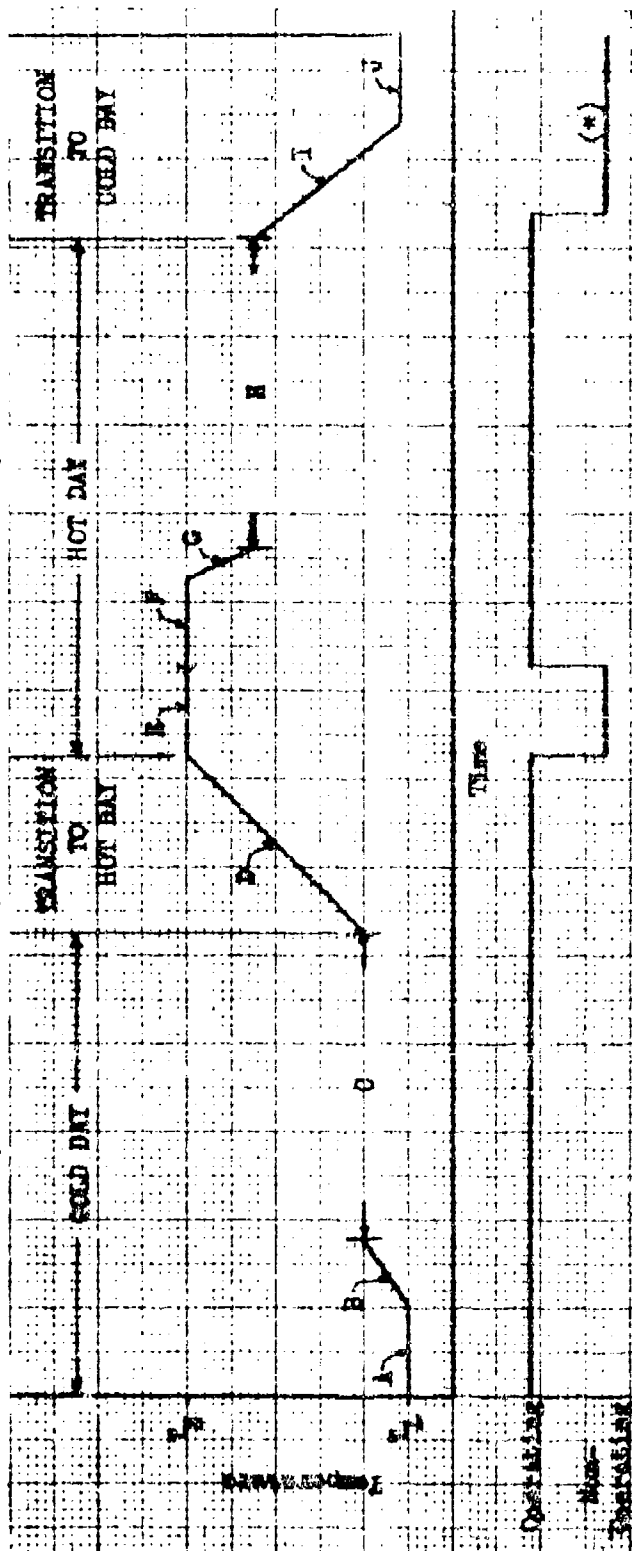 COLD DAY
TRANSITION
TO
HOT DAY
HOT DAY
TRANSITION
TO
COLD DAY
A
B
C
D
E
F
G
H
I
J
Temperature
Time
Operating
Non-
Operating
(*)